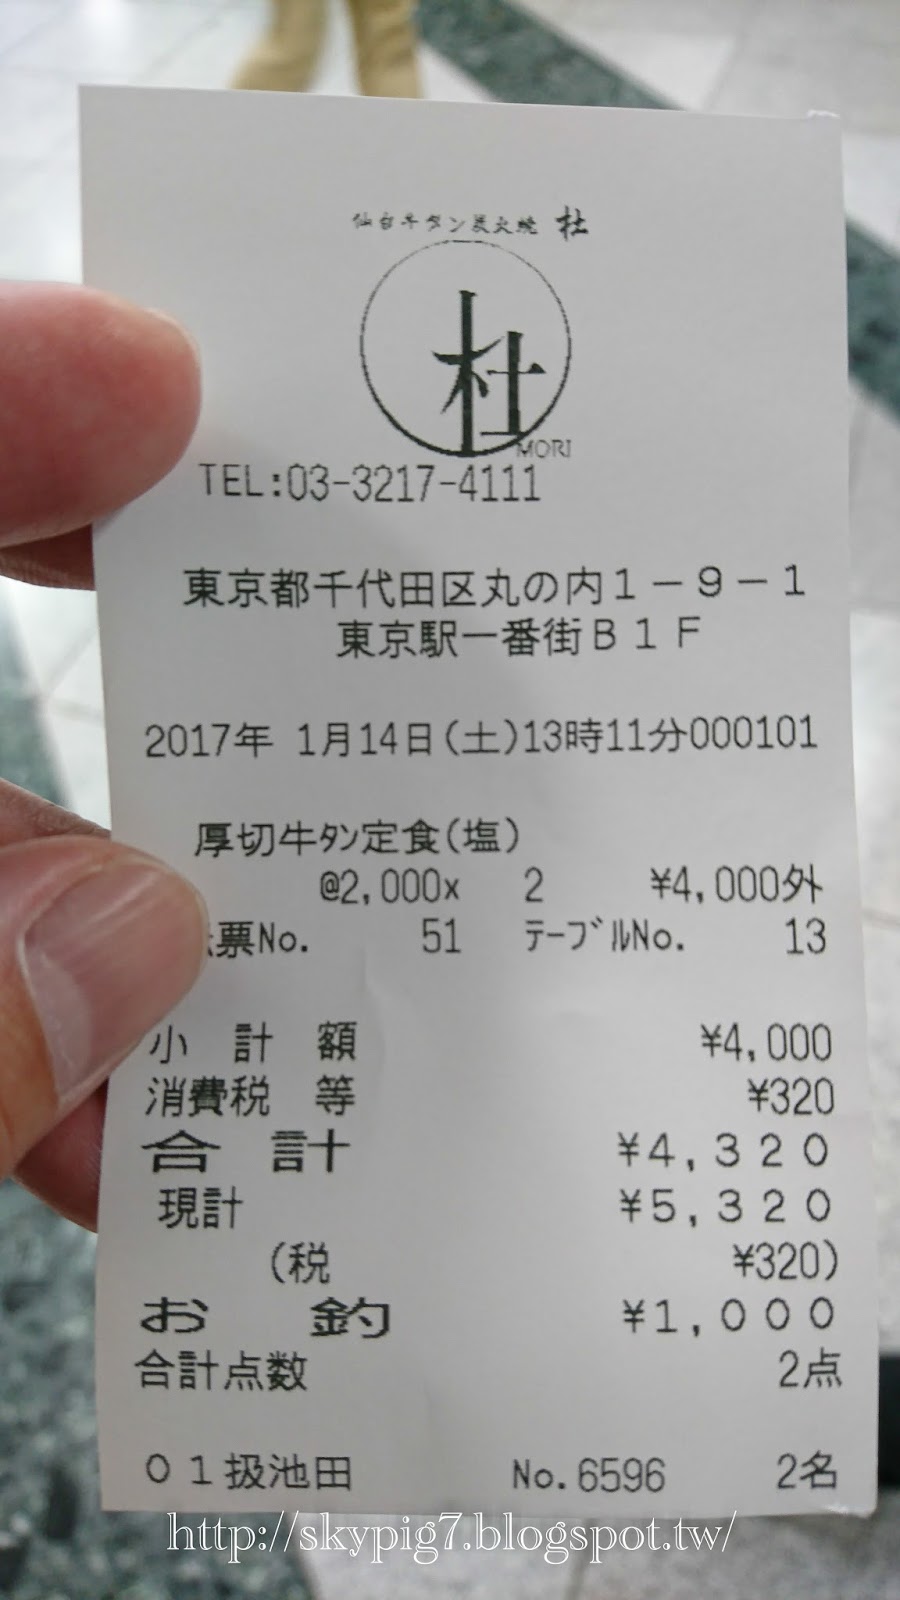 仙台牛タン炭火焼 杜
杜
MORI
TEL:03-3217-4111
東京都千代田区丸の内1-9-1
東京駅一番街B1F
2017年 1月14日(土)13時11分000101
厚切牛タン定食(塩)
@2,000x 2 ¥4,000外
票No. 51 テーブルNo. 13
小 計 額 ¥4,000
消費税 等 ¥320
合 計 ¥4,320
現計 ¥5,320
(税 ¥320)
お 釣 ¥1,000
合計点数 2点
01扱池田 No.6596 2名
http://skypig7.blogspot.tw/